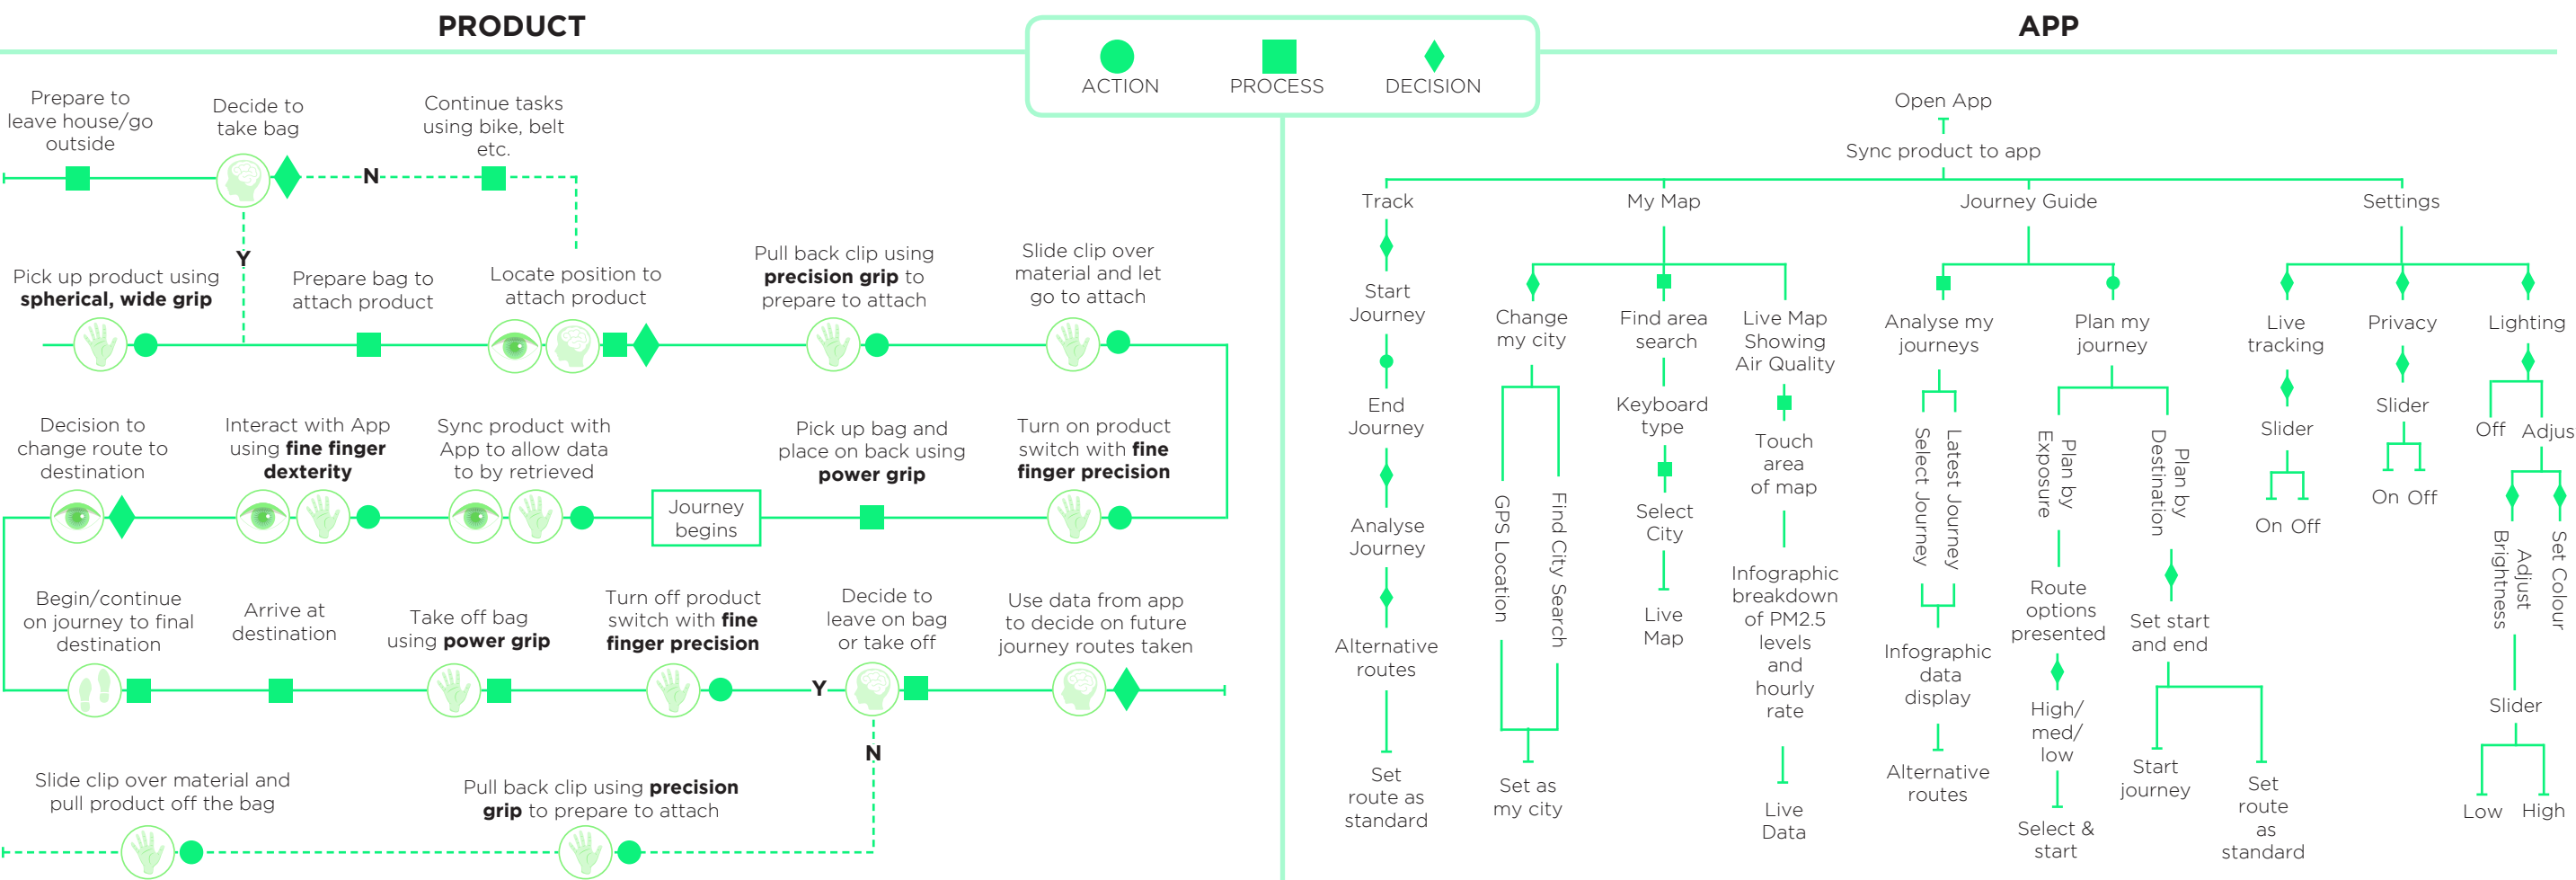 PRODUCT
APP
ACTION
PROCESS
DECISION
Prepare to
leave house/go
outside
Decide to
take bag
Continue tasks
using bike, belt
etc.
N
Y
Pick up product using
spherical, wide grip
Prepare bag to
attach product
Locate position to
attach product
Pull back clip using
precision grip to
prepare to attach
Slide clip over
material and let
go to attach
Decision to
change route to
destination
Interact with App
using fine finger
dexterity
Sync product with
App to allow data
to by retrieved
Journey
begins
Pick up bag and
place on back using
power grip
Turn on product
switch with fine
finger precision
Begin/continue
on journey to final
destination
Arrive at
destination
Take off bag
using power grip
Turn off product
switch with fine
finger precision
Y
Decide to
leave on bag
or take off
Use data from app
to decide on future
journey routes taken
N
Slide clip over material and
pull product off the bag
Pull back clip using precision
grip to prepare to attach
Open App
Sync product to app
Track
My Map
Journey Guide
Settings
Start
Journey
End
Journey
Analyse
Journey
Alternative
routes
Set
route as
standard
Change
my city
GPS Location
Find City Search
Set as
my city
Find area
search
Keyboard
type
Select
City
Live
Map
Live Map
Showing
Air Quality
Touch
area
of map
Infographic
breakdown
of PM2.5
levels
and
hourly
rate
Live
Data
Analyse my
journeys
Select Journey
Latest Journey
Infographic
data
display
Alternative
routes
Plan my
journey
Plan by
Exposure
Route
options
presented
High/
med/
low
Select &
start
Plan by
Destination
Set start
and end
Start
journey
Set
route
as
standard
Live
tracking
Slider
On Off
Privacy
Slider
On Off
Lighting
Off
Adjus
Adjust
Brightness
Set Colour
Slider
Low
High